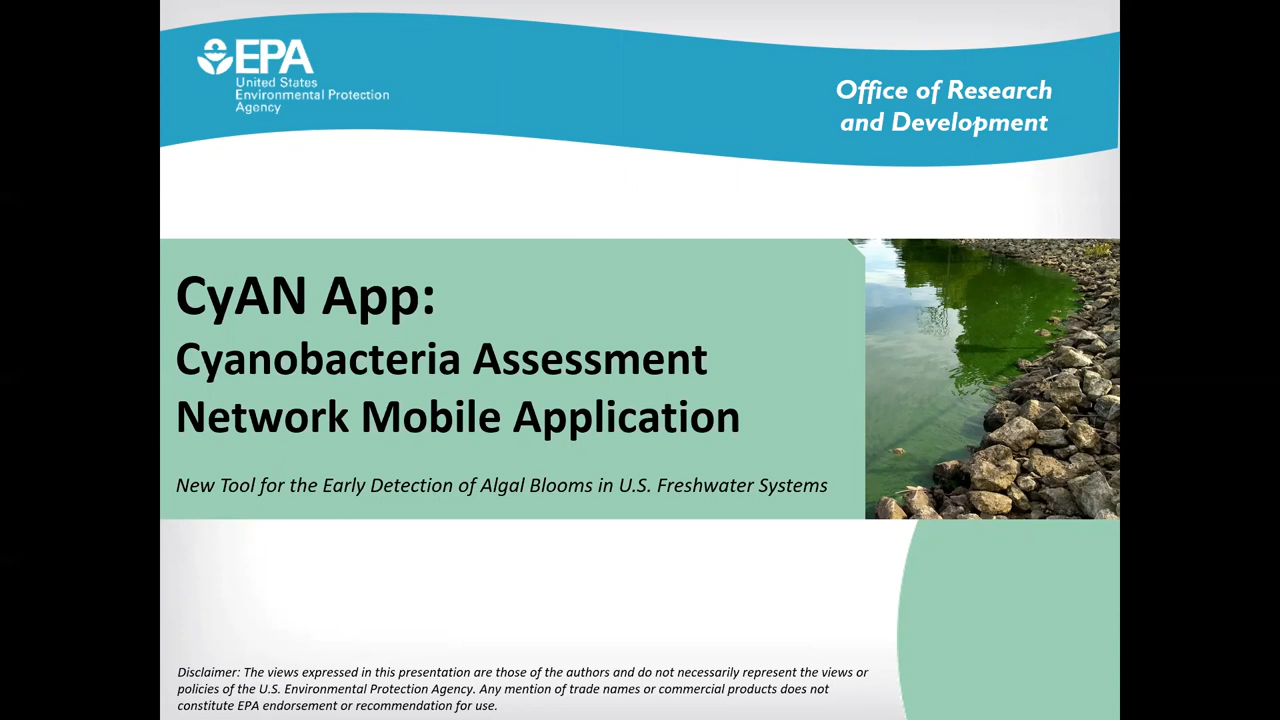 EPA
United States
Environmental Protection
Agency
Office of Research
and Development
CyAN App:
Cyanobacteria Assessment
Network Mobile Application
New Tool for the Early Detection of Algal Blooms in U.S. Freshwater Systems
Disclaimer: The views expressed in this presentation are those of the authors and do not necessarily represent the views or
policies of the U.S. Environmental Protection Agency. Any mention of trade names or commercial products does not
constitute EPA endorsement or recommendation for use.